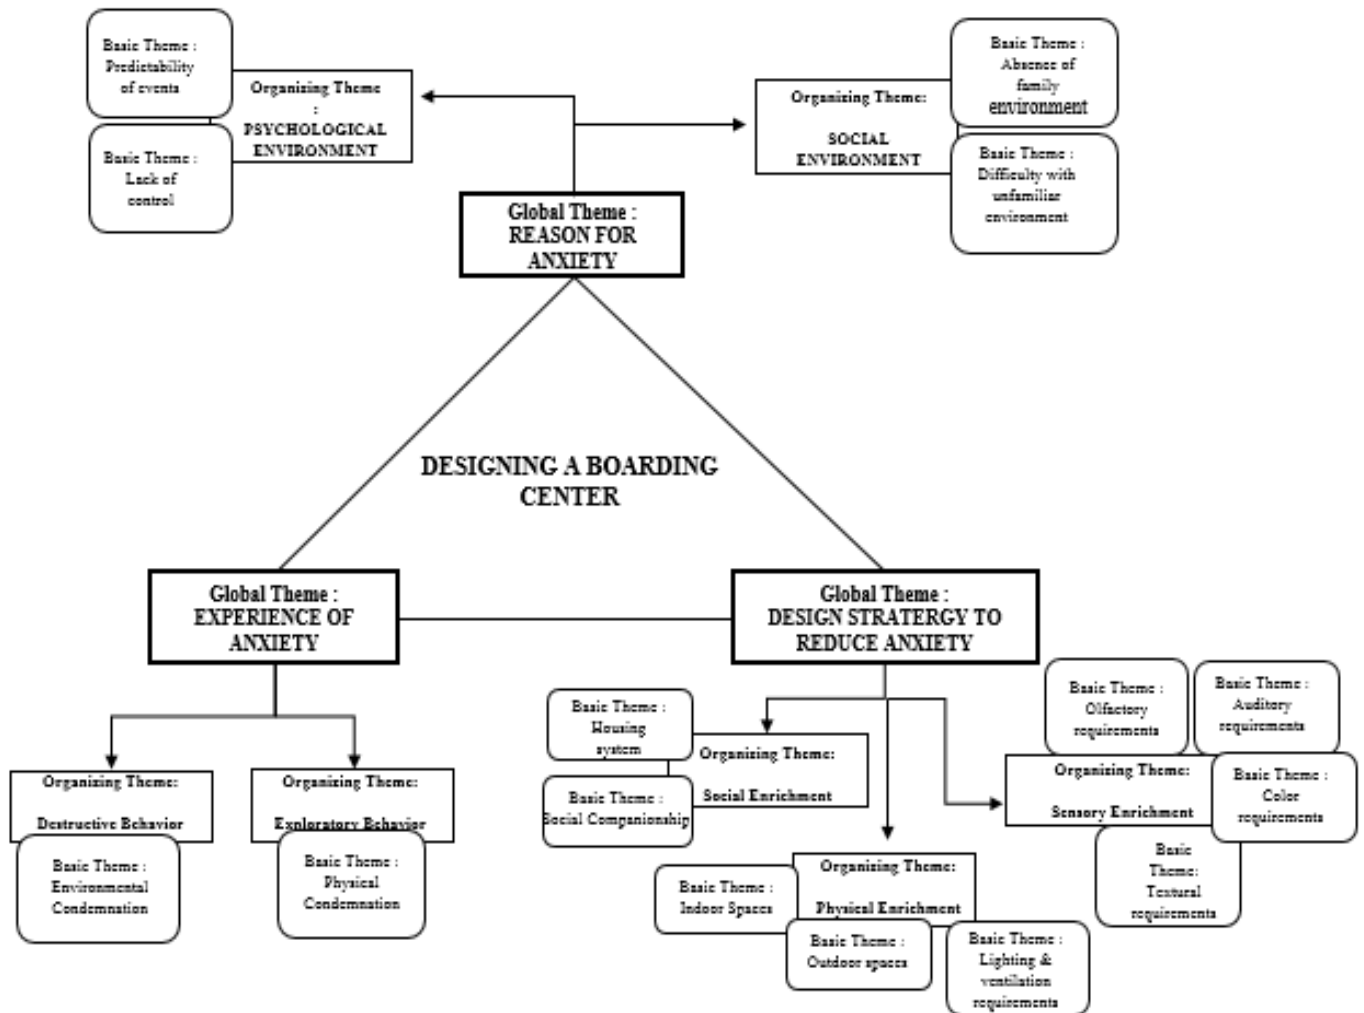 Basic Theme :
Predictability
of events
Organizing Theme
:
PSYCHOLOGICAL
ENVIRONMENT
Basic Theme :
Lack of
control
Organizing Theme:
SOCIAL
ENVIRONMENT
Basic Theme :
Absence of
family
environment
Basic Theme :
Difficulty with
unfamiliar
environment
Global Theme :
REASON FOR
ANXIETY
DESIGNING A BOARDING
CENTER
Global Theme :
EXPERIENCE OF
ANXIETY
Global Theme :
DESIGN STRATERGY TO
REDUCE ANXIETY
Organizing Theme:
Destructive Behavior
Basic Theme :
Environmental
Condemnation
Organizing Theme:
Exploratory Behavior
Basic Theme :
Physical
Condemnation
Basic Theme :
Housing
system
Organizing Theme:
Social Enrichment
Basic Theme :
Social Companionship
Organizing Theme:
Physical Enrichment
Basic Theme :
Indoor Spaces
Basic Theme :
Outdoor spaces
Basic Theme :
Lighting &
ventilation
requirements
Basic Theme :
Olfactory
requirements
Basic Theme :
Auditory
requirements
Organizing Theme:
Sensory Enrichment
Basic Theme :
Color
requirements
Basic
Theme:
Textural
requirements